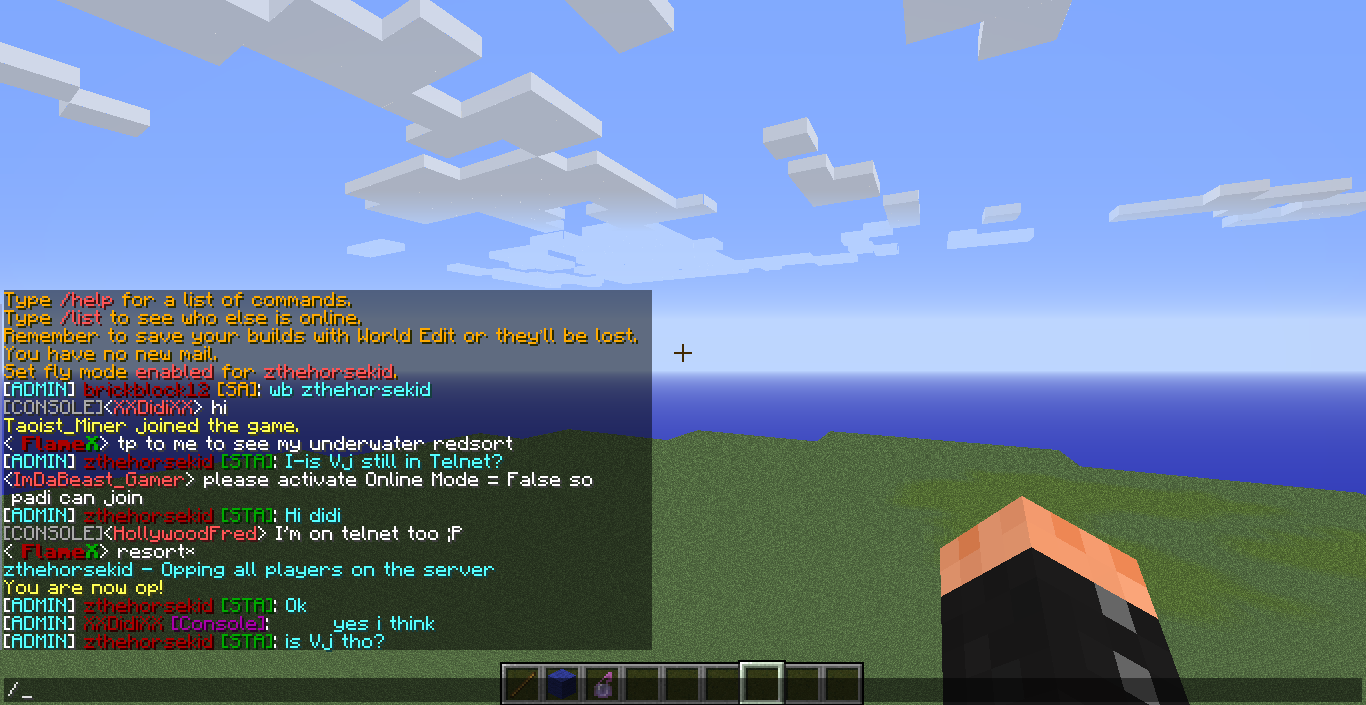 Type /help for a list of commands.
Type /list to see who else is online.
Remember to save your builds with World Edit or they'll be lost.
You have no new mail.
Set fly mode enabled for zthehorsekid.
[ADMIN] brickblock12 [SA]: wb zthehorsekid
[CONSOLE]<XXDidiXX> hi
Taoist_Miner joined the game.
< FlameX> tp to me to see my underwater redsort
[ADMIN] zthehorsekid [STA]: I-is Vj still in Telnet?
<ImDaBeast_Gamer> please activate Online Mode = False so
padi can join
[ADMIN] zthehorsekid [STA]: Hi didi
[CONSOLE]<HollywoodFred> I'm on telnet too ;P
< FlameX> resort*
zthehorsekid - Opping all players on the server
You are now op!
[ADMIN] zthehorsekid [STA]: Ok
[ADMIN] XXDidiXX [Console]: yes i think
[ADMIN] zthehorsekid [STA]: is Vj tho?
/_